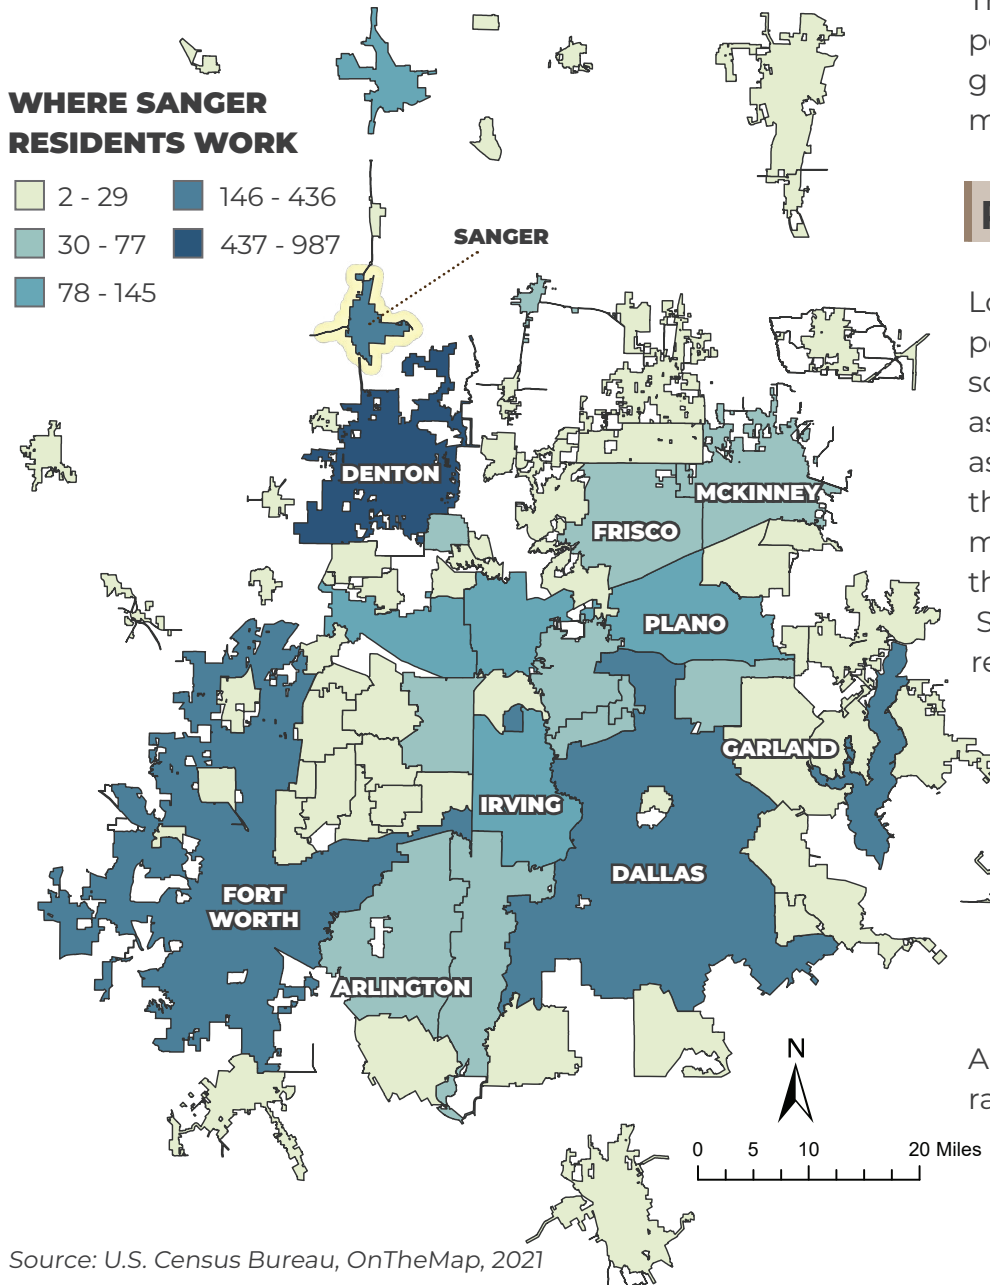 WHERE SANGER
RESIDENTS WORK
2 - 29
30 - 77
78 - 145
146 - 436
437 - 987
SANGER
DENTON
MCKINNEY
FRISCO
PLANO
GARLAND
IRVING
DALLAS
FORT
WORTH
ARLINGTON
N
0 5 10 20 Miles
Source: U.S. Census Bureau, OnTheMap, 2021